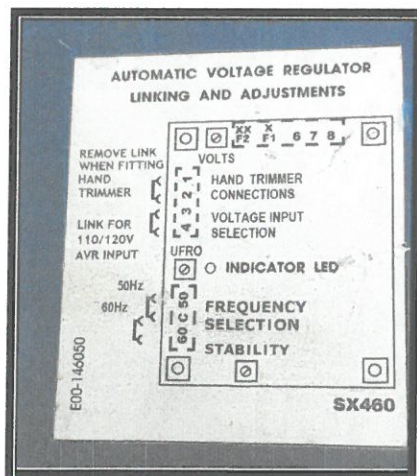 AUTOMATIC VOLTAGE REGULATOR
LINKING AND ADJUSTMENTS
XX X
F2 F1 6 7 8
VOLTS
REMOVE LINK
WHEN FITTING
HAND
TRIMMER
4 3 2 1
HAND TRIMMER
CONNECTIONS
LINK FOR
110/120V
AVR INPUT
VOLTAGE INPUT
SELECTION
UFRO
INDICATOR LED
50Hz
60Hz
60 C 50
FREQUENCY
SELECTION
STABILITY
E00-146050
SX460